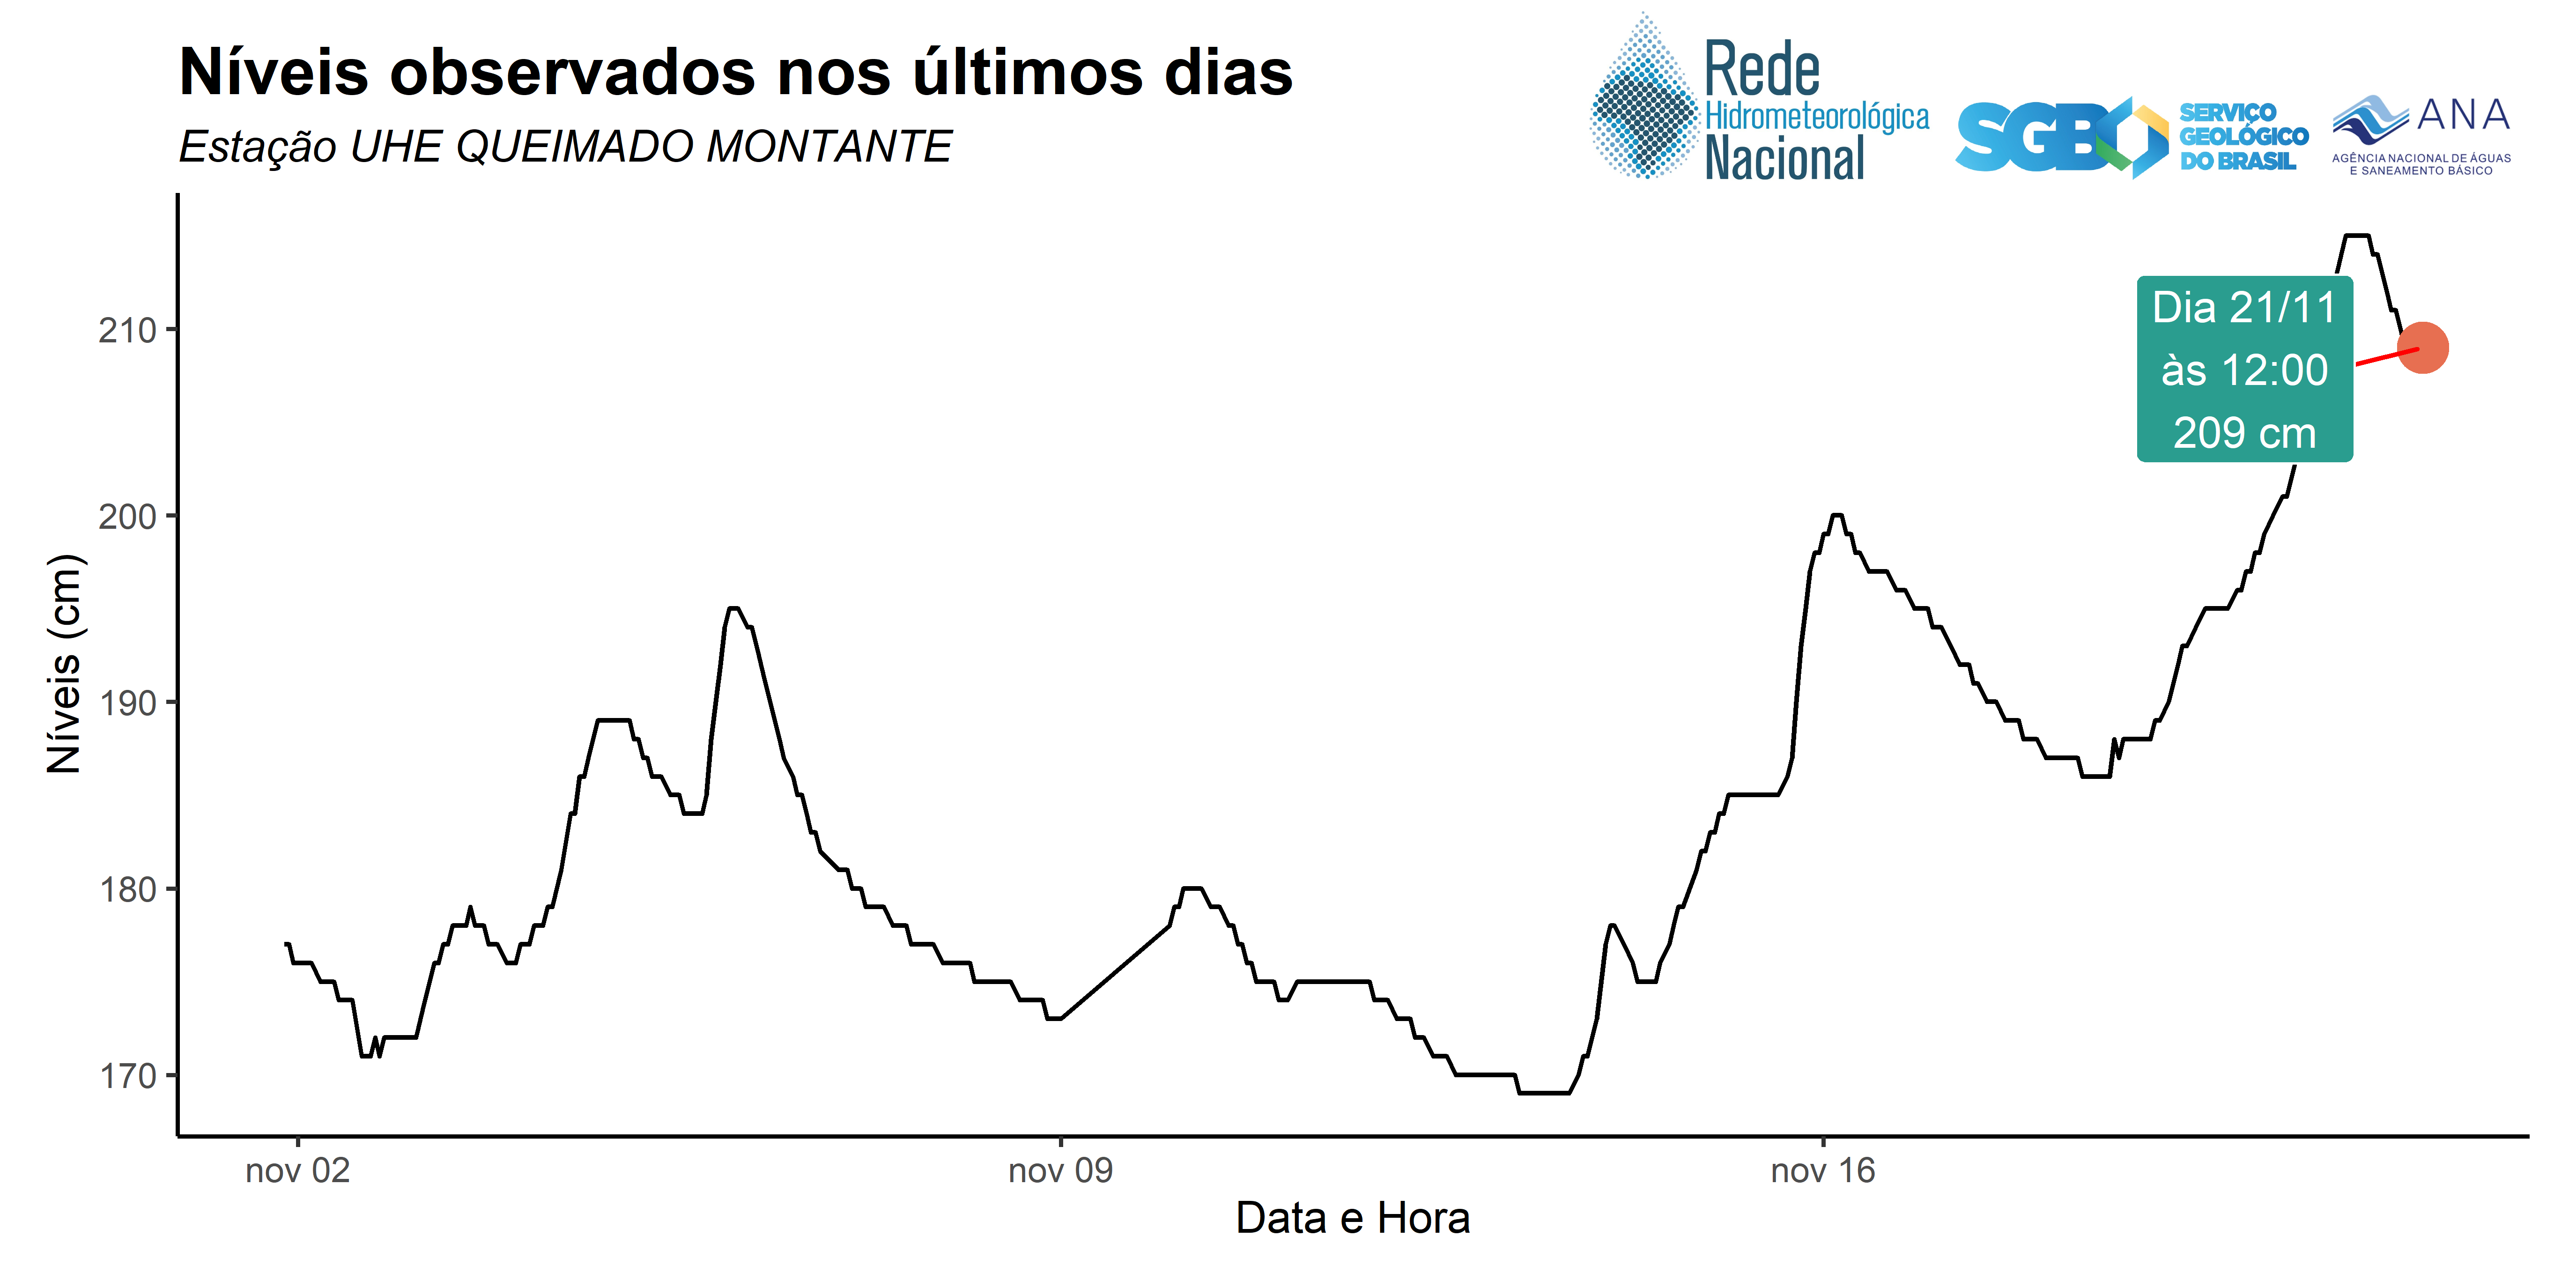 Níveis observados nos últimos dias
Estação UHE QUEIMADO MONTANTE
Rede
Hidrometeorológica
Nacional
SGB
SERVIÇO
GEOLÓGICO
DO BRASIL
ANA
AGÊNCIA NACIONAL DE ÁGUAS
E SANEAMENTO BÁSICO
Dia 21/11
às 12:00
209 cm
Níveis (cm)
210
200
190
180
170
nov 02
nov 09
nov 16
Data e Hora